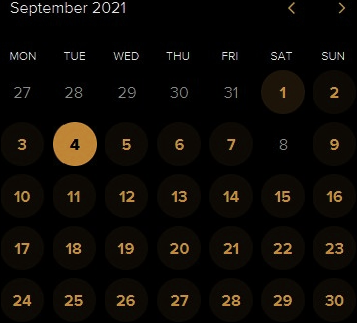 September 2021
MON TUE WED THU FRI SAT SUN
27 28 29 30 31 1 2
3 4 5 6 7 8 9
10 11 12 13 14 15 16
17 18 19 20 21 22 23
24 25 26 27 28 29 30